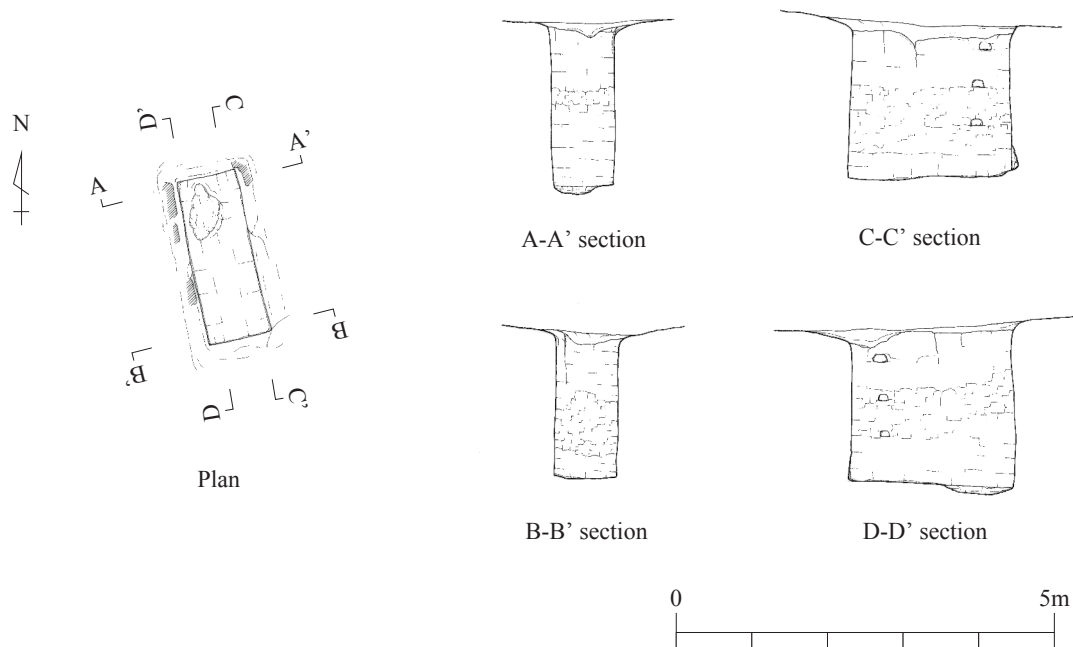 N
A
A’
B
B’
C
C’
D
D’
Plan
A-A’ section
C-C’ section
B-B’ section
D-D’ section
0
5m